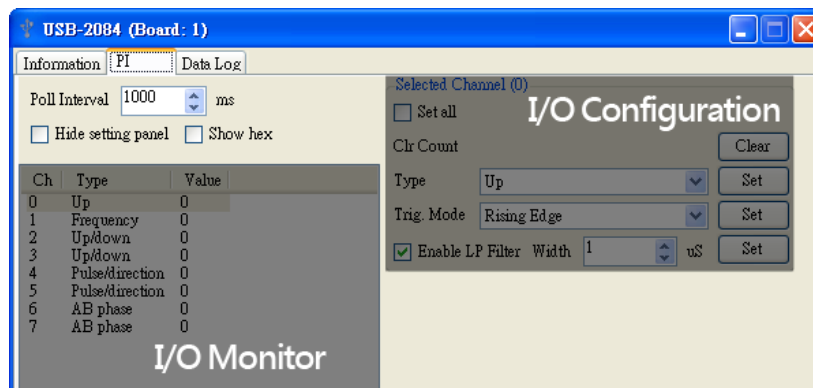 USB-2084 (Board: 1)
Information PI Data Log
Poll Interval 1000 ms
Hide setting panel Show hex
Ch Type Value
0 Up 0
1 Frequency 0
2 Up/down 0
3 Up/down 0
4 Pulse/direction 0
5 Pulse/direction 0
6 AB phase 0
7 AB phase 0
I/O Monitor
Selected Channel (0)
Set all
I/O Configuration
Clr Count Clear
Type Up Set
Trig. Mode Rising Edge Set
Enable LP Filter Width 1 uS Set